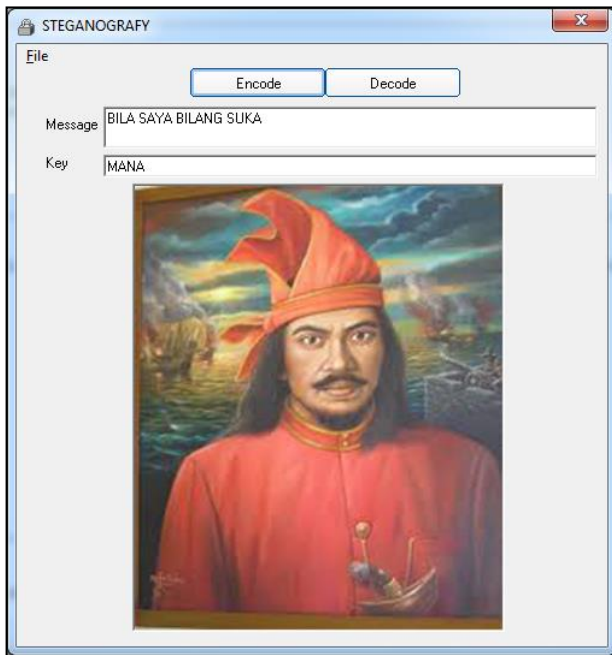 STEGANOGRAFY
File
Encode Decode
Message BILA SAYA BILANG SUKA
Key MANA